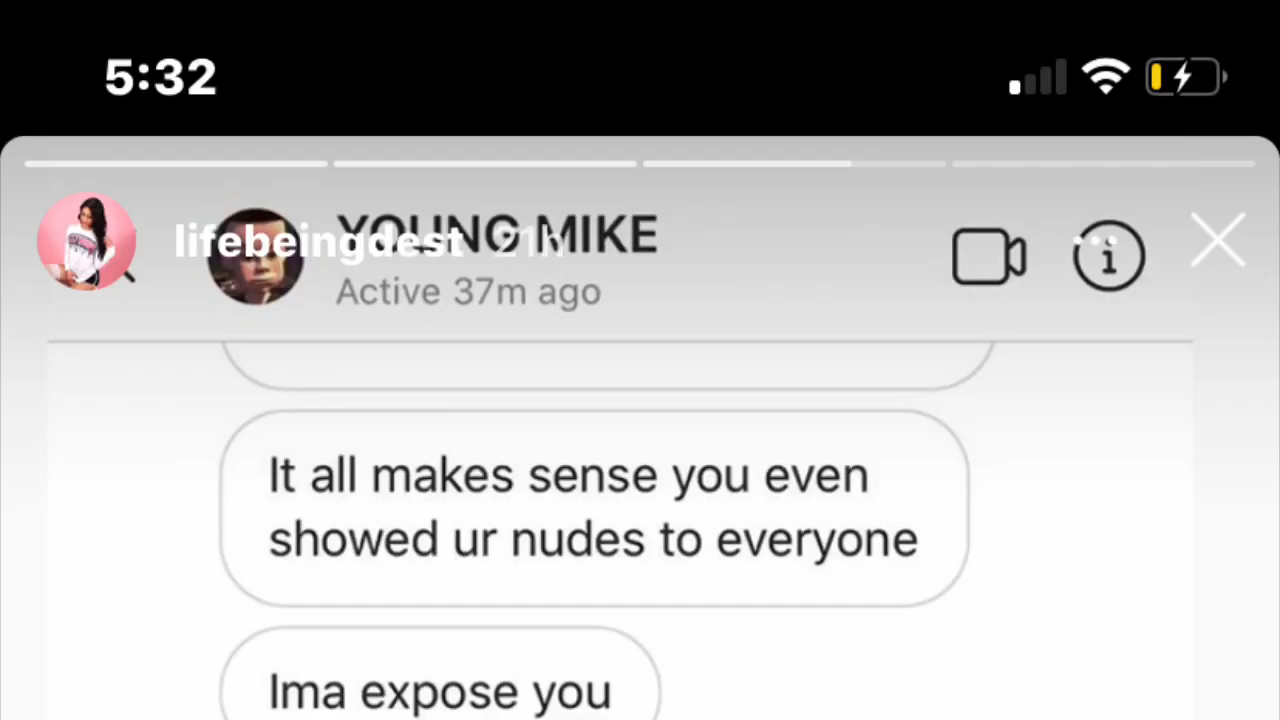 5:32
YOUNG MIKE
lifebeingdest 21h
Active 37m ago
It all makes sense you even
showed ur nudes to everyone
Ima expose you